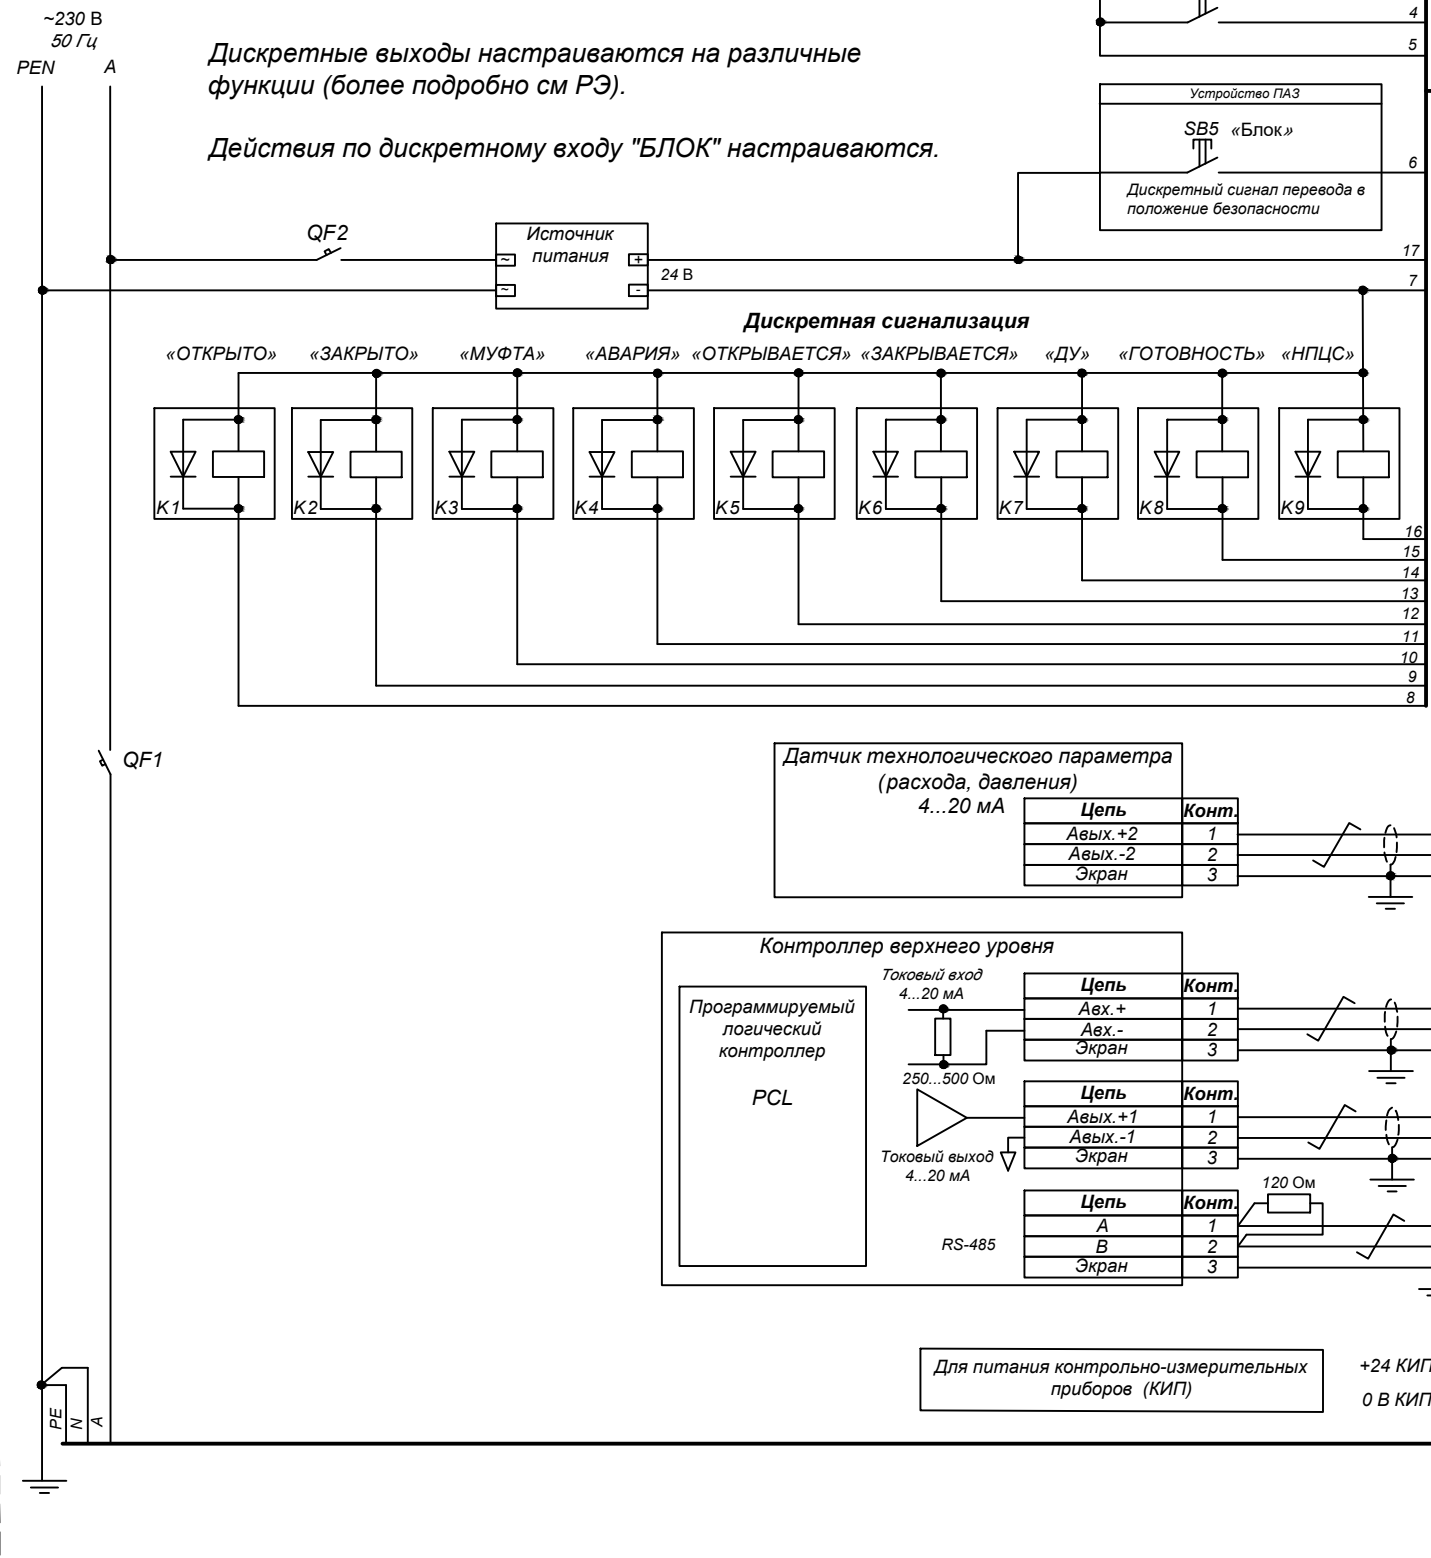 ~230 В
50 Гц
PEN
A
Дискретные выходы настраиваются на различные
функции (более подробно см РЭ).
Действия по дискретному входу "БЛОК" настраиваются.
4
5
Устройство ПАЗ
SB5 «Блок»
6
Дискретный сигнал перевода в
положение безопасности
QF2
Источник
питания
~
+
~
-
24 В
17
7
Дискретная сигнализация
«ОТКРЫТО» «ЗАКРЫТО» «МУФТА» «АВАРИЯ» «ОТКРЫВАЕТСЯ» «ЗАКРЫВАЕТСЯ» «ДУ» «ГОТОВНОСТЬ» «НПЦС»
K1 K2 K3 K4 K5 K6 K7 K8 K9
16
15
14
13
12
11
10
9
8
QF1
Датчик технологического параметра
(расхода, давления)
4...20 мА
Цепь Конт.
Авых.+2 1
Авых.-2 2
Экран 3
Контроллер верхнего уровня
Программируемый
логический
контроллер
PCL
Токовый вход
4...20 мА
250...500 Ом
Цепь Конт.
Авх.+ 1
Авх.- 2
Экран 3
Токовый выход
4...20 мА
Цепь Конт.
Авых.+1 1
Авых.-1 2
Экран 3
120 Ом
RS-485
Цепь Конт.
A 1
B 2
Экран 3
Для питания контрольно-измерительных
приборов (КИП)
+24 КИП
0 В КИП
PE
N
A